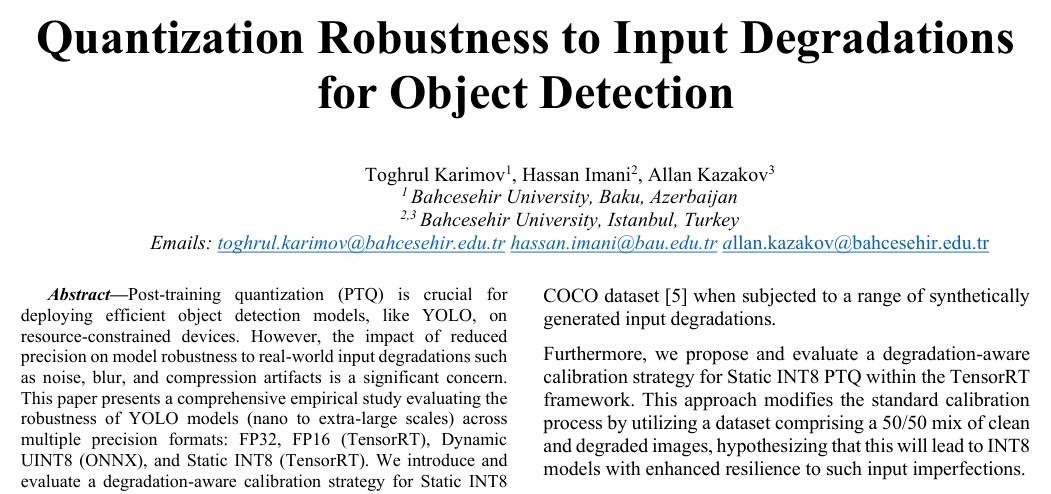 Quantization Robustness to Input Degradations
for Object Detection
Toghrul Karimov¹, Hassan Imani², Allan Kazakov³
¹ Bahcesehir University, Baku, Azerbaijan
²,³ Bahcesehir University, Istanbul, Turkey
Emails: toghrul.karimov@bahcesehir.edu.tr hassan.imani@bau.edu.tr allan.kazakov@bahcesehir.edu.tr
Abstract—Post-training quantization (PTQ) is crucial for
deploying efficient object detection models, like YOLO, on
resource-constrained devices. However, the impact of reduced
precision on model robustness to real-world input degradations such
as noise, blur, and compression artifacts is a significant concern.
This paper presents a comprehensive empirical study evaluating the
robustness of YOLO models (nano to extra-large scales) across
multiple precision formats: FP32, FP16 (TensorRT), Dynamic
UINT8 (ONNX), and Static INT8 (TensorRT). We introduce and
evaluate a degradation-aware calibration strategy for Static INT8
COCO dataset [5] when subjected to a range of synthetically
generated input degradations.
Furthermore, we propose and evaluate a degradation-aware
calibration strategy for Static INT8 PTQ within the TensorRT
framework. This approach modifies the standard calibration
process by utilizing a dataset comprising a 50/50 mix of clean
and degraded images, hypothesizing that this will lead to INT8
models with enhanced resilience to such input imperfections.